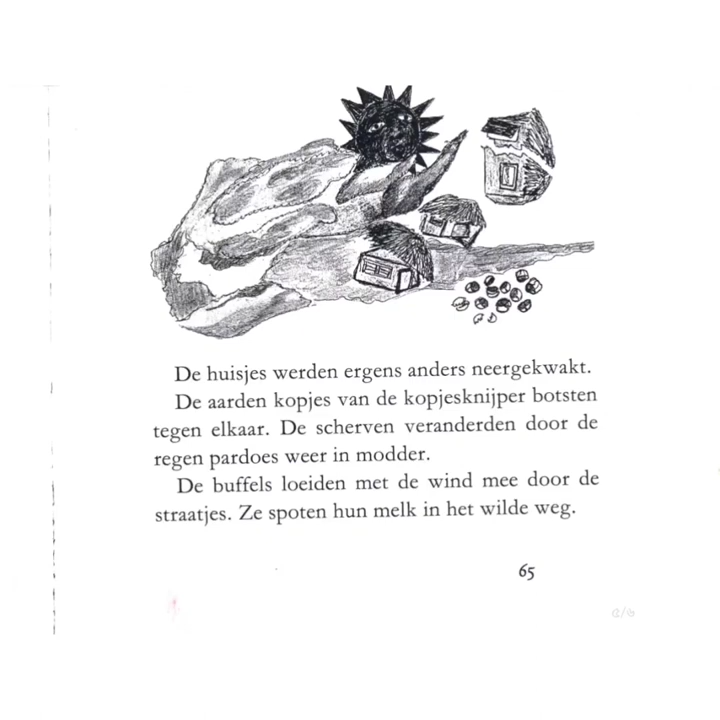 De huisjes werden ergens anders neergekwakt.
De aarden kopjes van de kopjesknijper botsten
tegen elkaar. De scherven veranderden door de
regen pardoes weer in modder.
De buffels loeiden met de wind mee door de
straatjes. Ze spoten hun melk in het wilde weg.
65